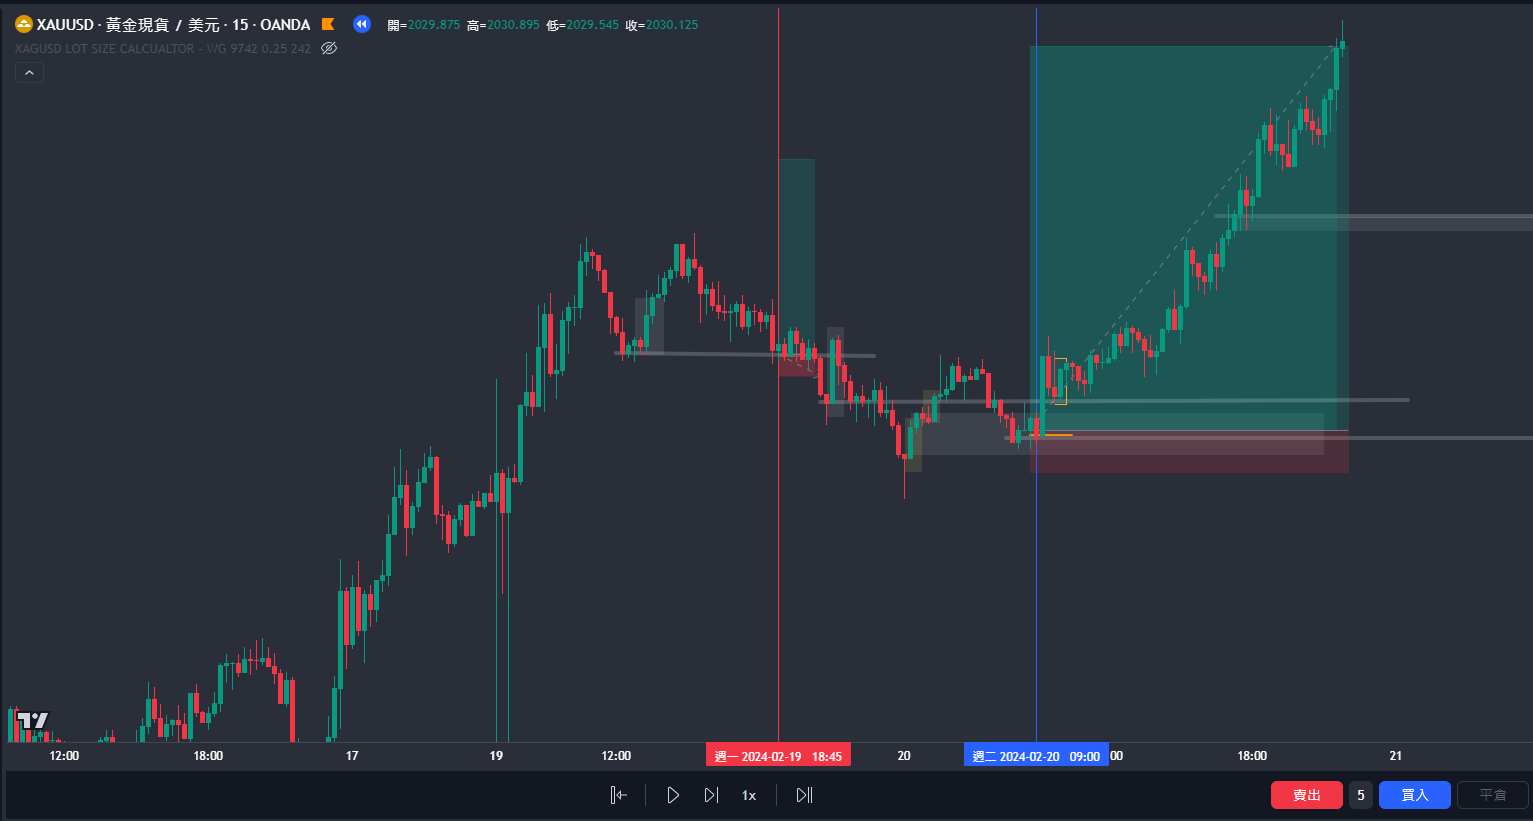 XAUUSD · 黃金現貨 / 美元 · 15 · OANDA 開=2029.875 高=2030.895 低=2029.545 收=2030.125
XAGUSD LOT SIZE CALCUALTOR - WG 9742 0.25 242
TV
12:00 18:00 17 19 12:00 週一 2024-02-19 18:45 20 週二 2024-02-20 09:00 00 18:00 21
1x 賣出 5 買入 平倉